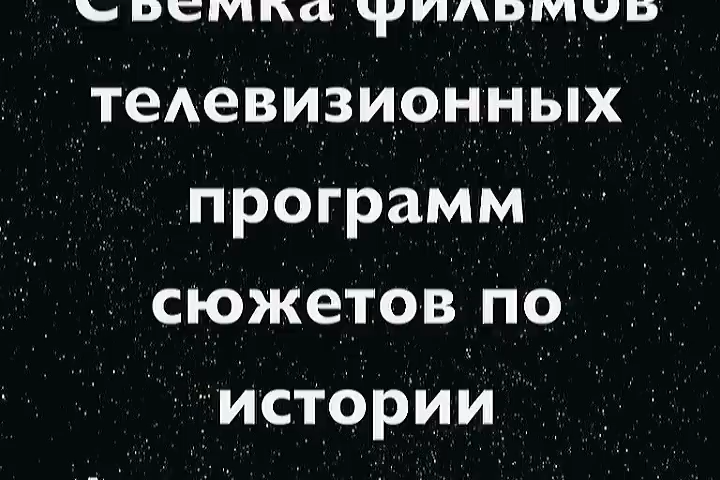 Съемка фильмов
телевизионных
программ
сюжетов по
истории